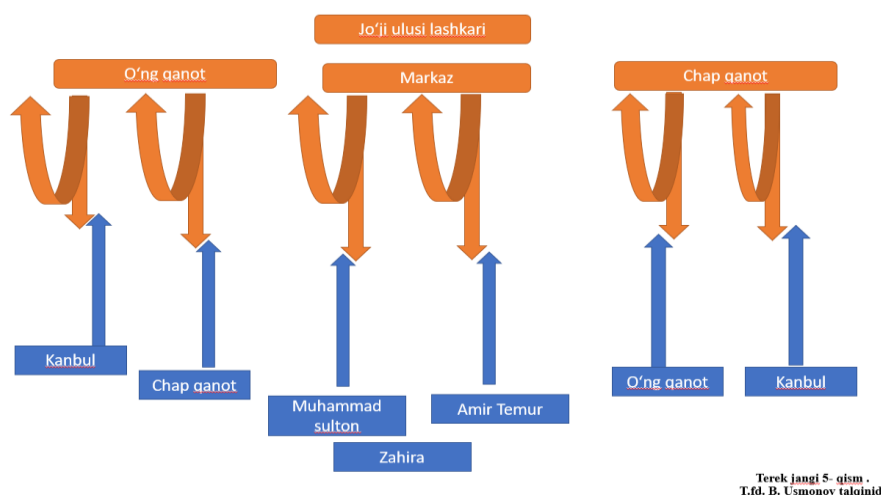 Jo‘ji ulusi lashkari
O‘ng qanot
Markaz
Chap qanot
Kanbul
Chap qanot
Muhammad
sulton
Amir Temur
O‘ng qanot
Kanbul
Zahira
Terek jangi 5- qism .
T.fd. B. Usmonov talqinid